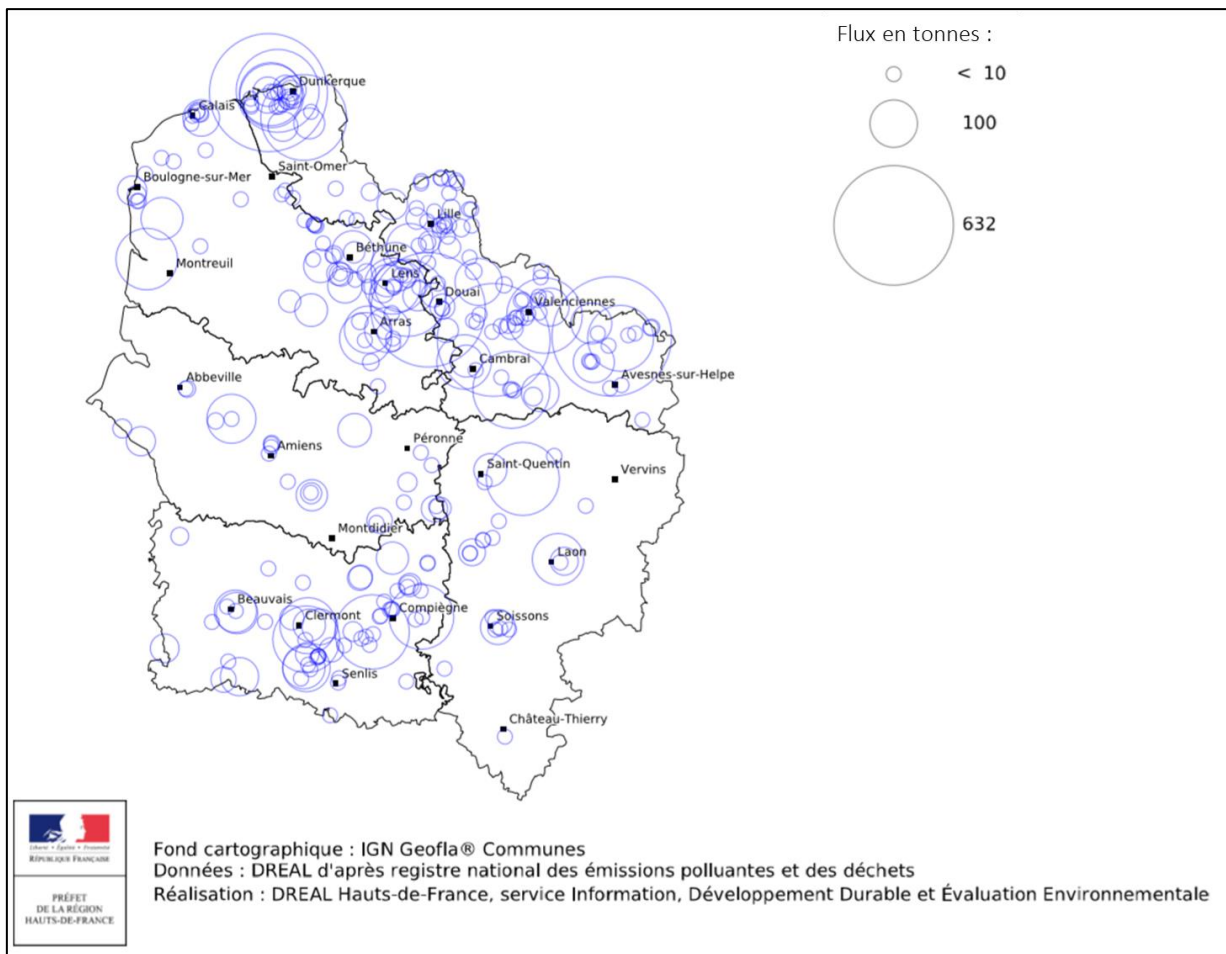 Flux en tonnes :
< 10
100
632
Dunkerque
Calais
Saint-Omer
Boulogne-sur-Mer
Lille
Béthune
Montreuil
Lens
Douai
Valenciennes
Arras
Cambrai
Avesnes-sur-Helpe
Abbeville
Péronne
Amiens
Saint-Quentin
Vervins
Montdidier
Laon
Beauvais
Clermont
Compiègne
Soissons
Senlis
Château-Thierry
Liberté • Égalité • Fraternité
RÉPUBLIQUE FRANÇAISE
PRÉFET
DE LA RÉGION
HAUTS-DE-FRANCE
Fond cartographique : IGN Geofla® Communes
Données : DREAL d'après registre national des émissions polluantes et des déchets
Réalisation : DREAL Hauts-de-France, service Information, Développement Durable et Évaluation Environnementale